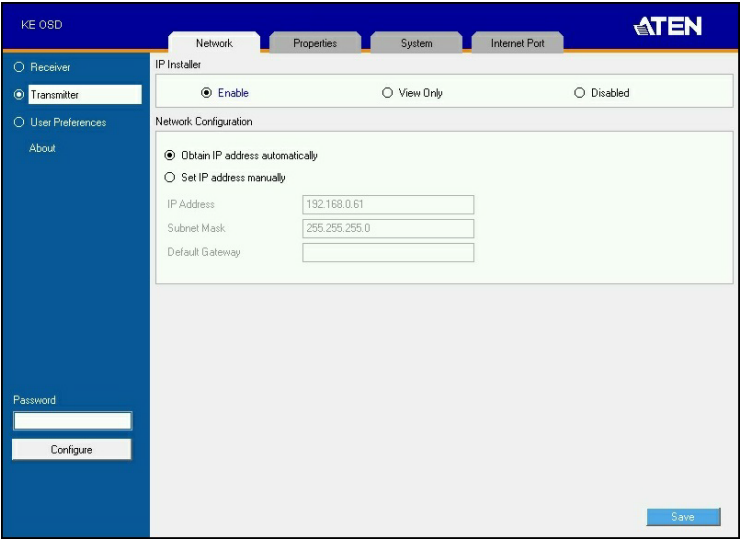 KE OSD
ATEN
Network Properties System Internet Port
Receiver
Transmitter
User Preferences
About
Password
Configure
IP Installer
Enable View Only Disabled
Network Configuration
Obtain IP address automatically
Set IP address manually
IP Address 192.168.0.61
Subnet Mask 255.255.255.0
Default Gateway
Save